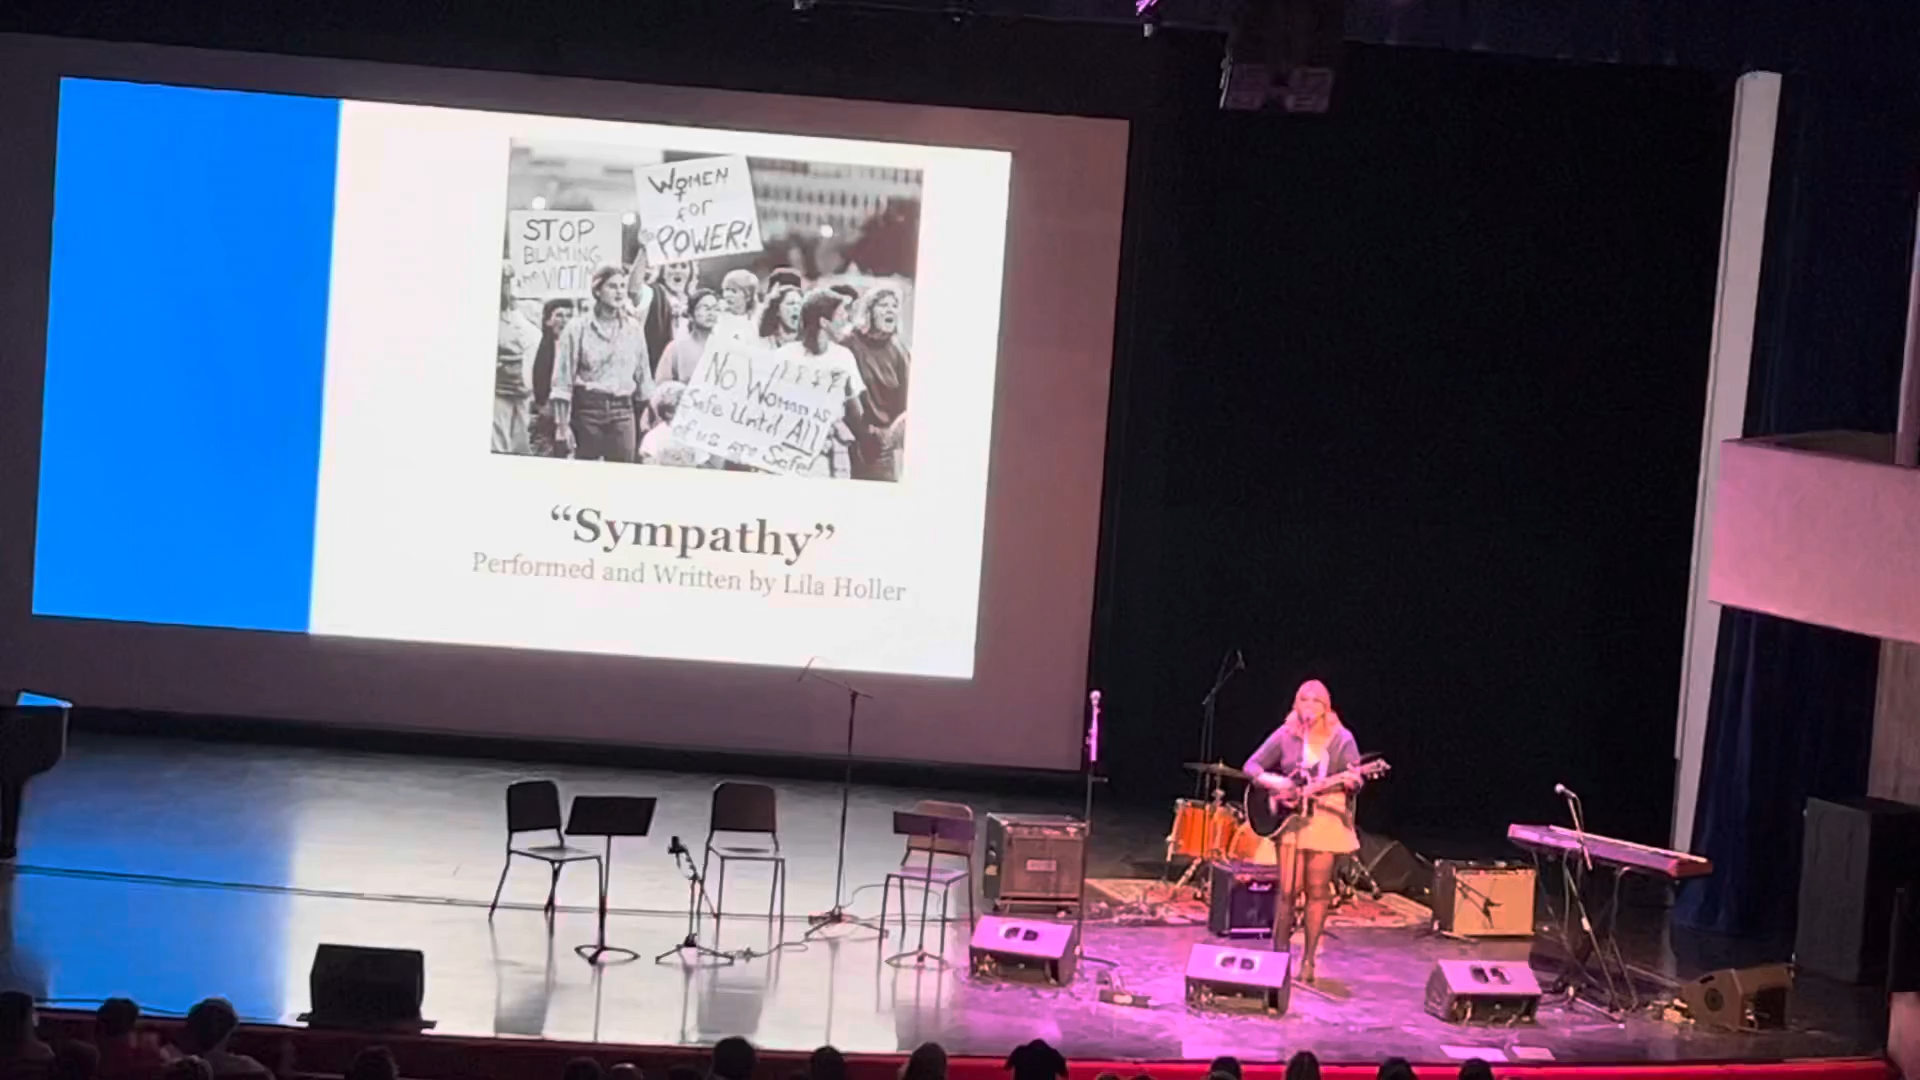 WOMEN
for
POWER!
STOP
BLAMING
THE VICTIM
No Woman is
Safe Until All
of us are Safe!
“Sympathy”
Performed and Written by Lila Holler